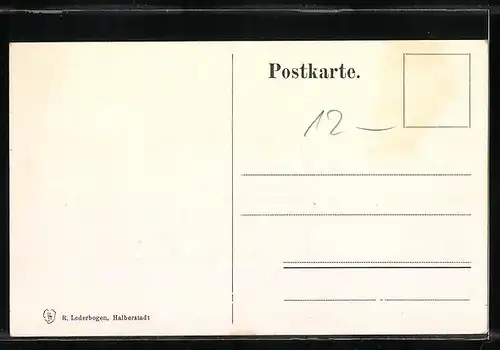 Postkarte.
12 —
R. Lederbogen, Halberstadt